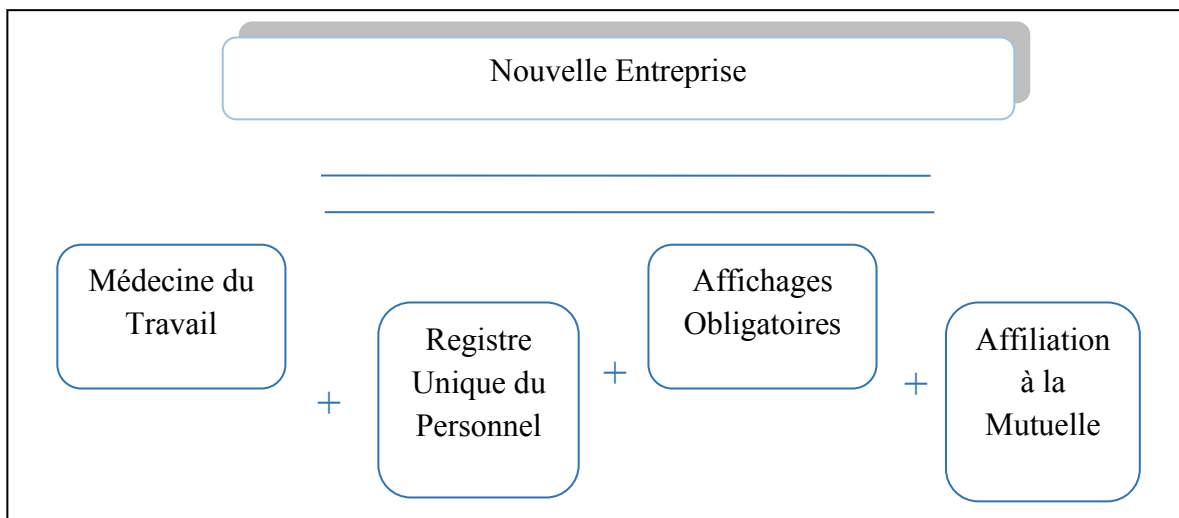 Nouvelle Entreprise
Médecine du
Travail
+
Registre
Unique du
Personnel
+
Affichages
Obligatoires
+
Affiliation
à la
Mutuelle